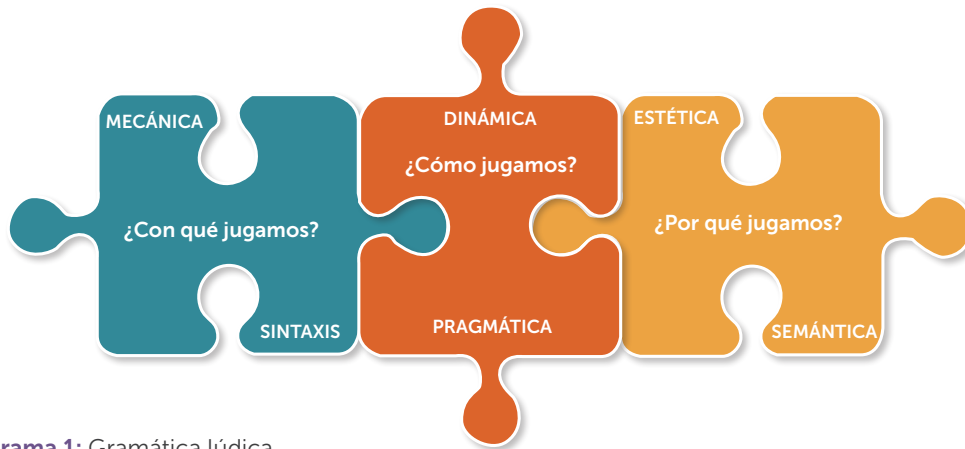 MECÁNICA
¿Con qué jugamos?
SINTAXIS
DINÁMICA
¿Cómo jugamos?
PRAGMÁTICA
ESTÉTICA
¿Por qué jugamos?
SEMÁNTICA
rama 1: Gramática lúdica